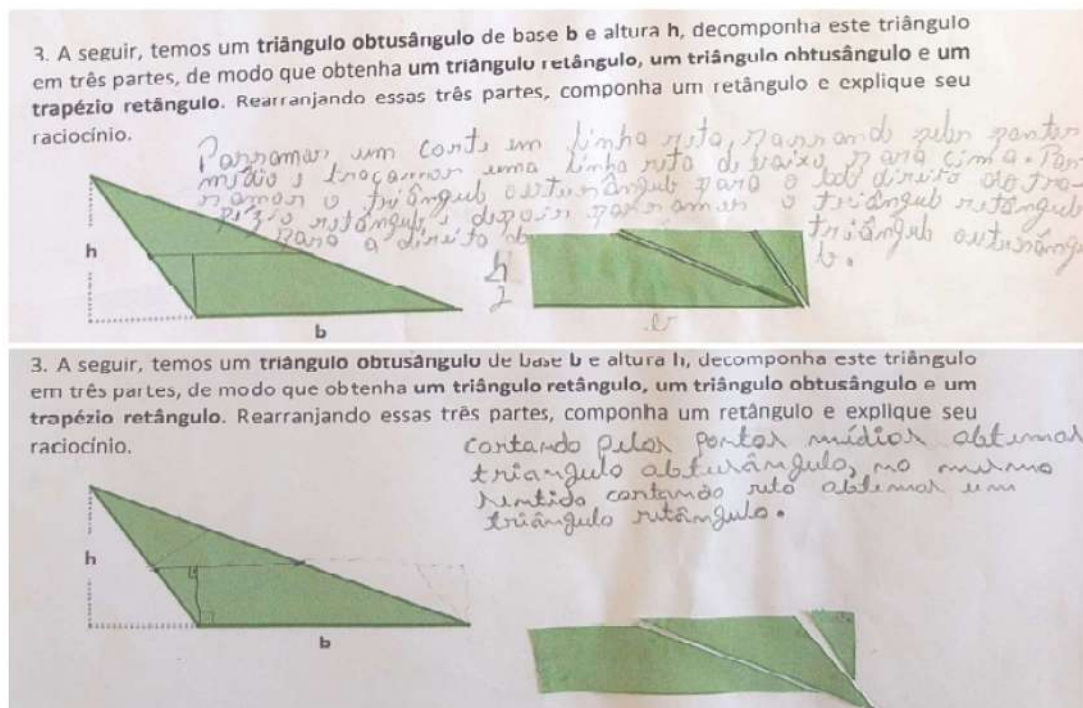 3. A seguir, temos um triângulo obtusângulo de base b e altura h, decomponha este triângulo
em três partes, de modo que obtenha um triângulo retângulo, um triângulo obtusângulo e um
trapézio retângulo. Rearranjando essas três partes, componha um retângulo e explique seu
raciocínio.
Passamos um corte em linha reta, passando pelos pontos
médio e traçamos uma linha reta de baixo para cima. Pas
samos o triângulo obtusângulo para o lado direito do tra-
pézio retângulo e depois passamos o triângulo retângulo
para a direito do triângulo obtusângu
lo.
h
h
2
b
b
3. A seguir, temos um triângulo obtusângulo de base b e altura h, decomponha este triângulo
em três partes, de modo que obtenha um triângulo retângulo, um triângulo obtusângulo e um
trapézio retângulo. Rearranjando essas três partes, componha um retângulo e explique seu
raciocínio.
cortando pelos pontos médios obtemos
triangulo obtusângulo, no mesmo
sentido cortando reto obtemos um
triângulo retângulo.
h
b